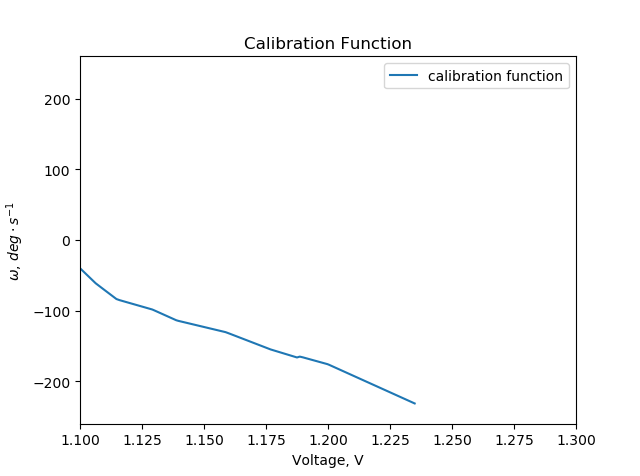 Calibration Function
calibration function
200
100
0
−100
−200
ω, deg · s⁻¹
1.100 1.125 1.150 1.175 1.200 1.225 1.250 1.275 1.300
Voltage, V